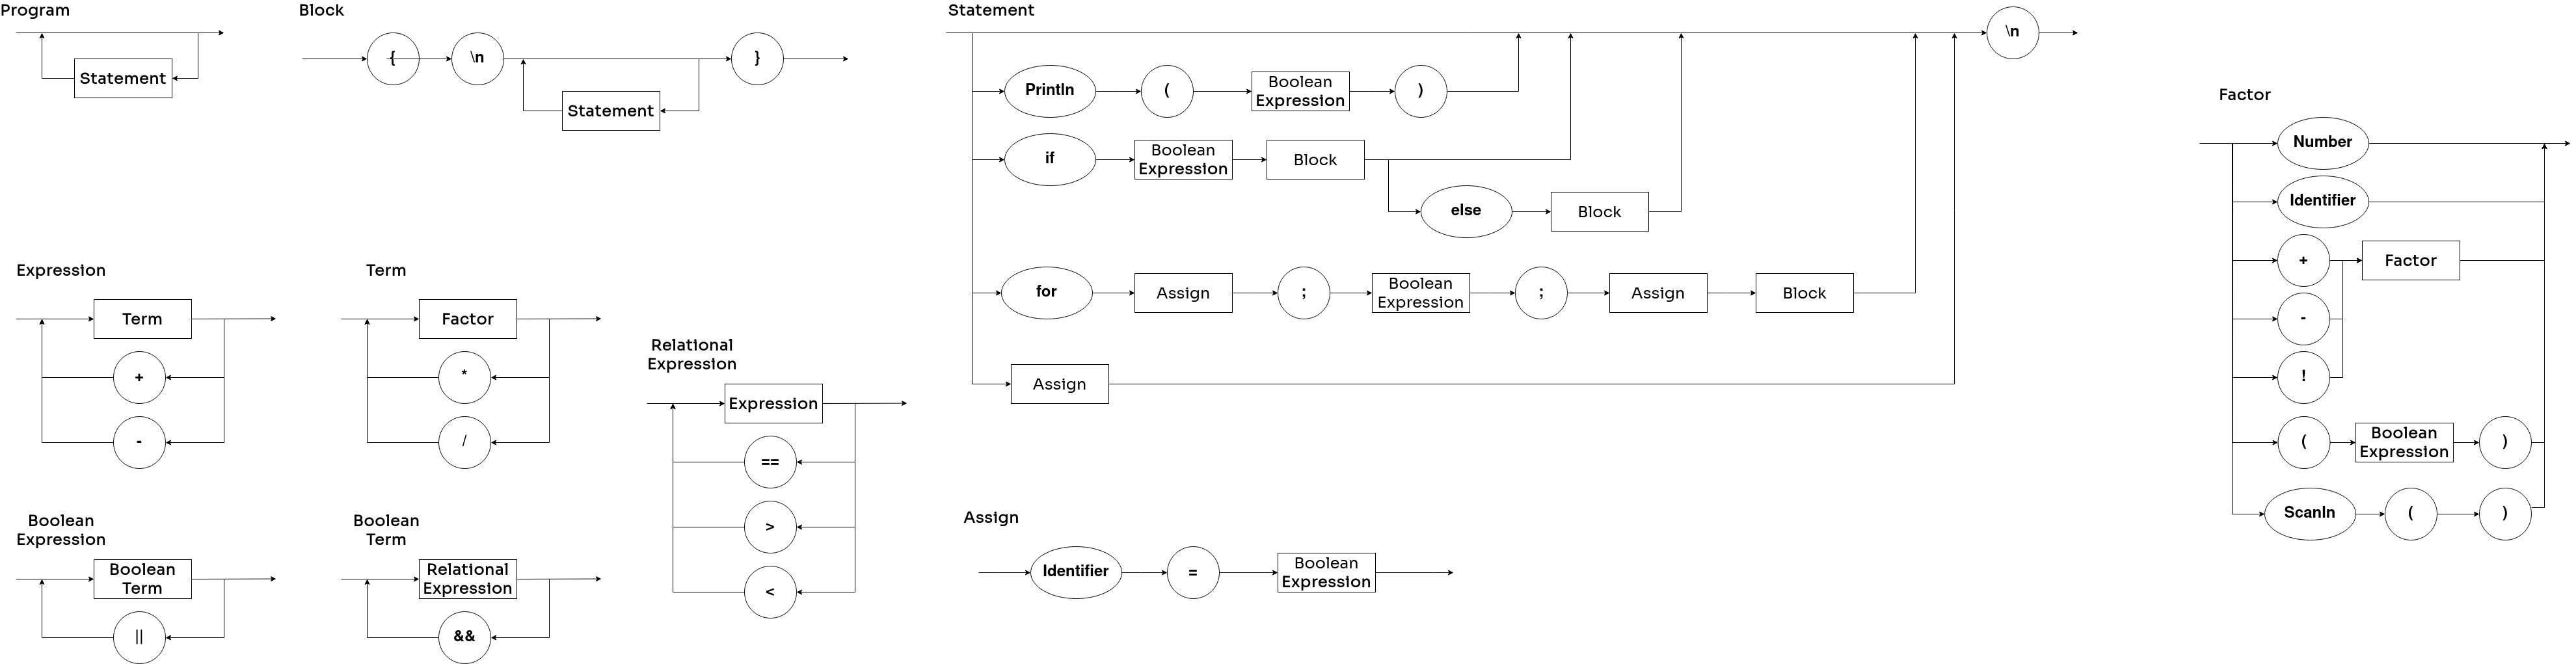 Program
Statement
Block
{
\n
}
Statement
Statement
\n
Println
(
Boolean
Expression
)
if
Boolean
Expression
Block
else
Block
for
Assign
;
Boolean
Expression
;
Assign
Block
Assign
Factor
Number
Identifier
+
Factor
-
!
(
Boolean
Expression
)
Scanln
(
)
Expression
Term
+
-
Term
Factor
*
/
Relational
Expression
Expression
==
>
<
Boolean
Expression
Boolean
Term
||
Boolean
Term
Relational
Expression
&&
Assign
Identifier
=
Boolean
Expression